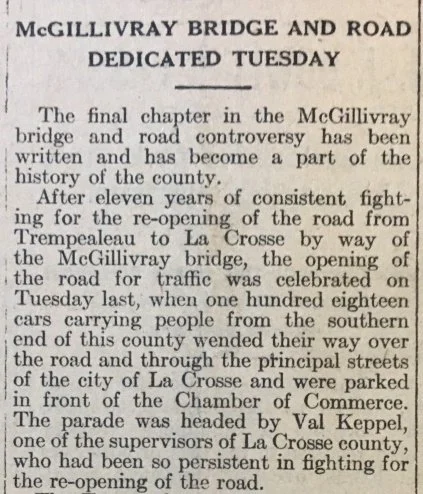 McGILLIVRAY BRIDGE AND ROAD
DEDICATED TUESDAY
The final chapter in the McGillivray
bridge and road controversy has been
written and has become a part of the
history of the county.
After eleven years of consistent fight-
ing for the re-opening of the road from
Trempealeau to La Crosse by way of
the McGillivray bridge, the opening of
the road for traffic was celebrated on
Tuesday last, when one hundred eighteen
cars carrying people from the southern
end of this county wended their way over
the road and through the principal streets
of the city of La Crosse and were parked
in front of the Chamber of Commerce.
The parade was headed by Val Keppel,
one of the supervisors of La Crosse county,
who had been so persistent in fighting for
the re-opening of the road.